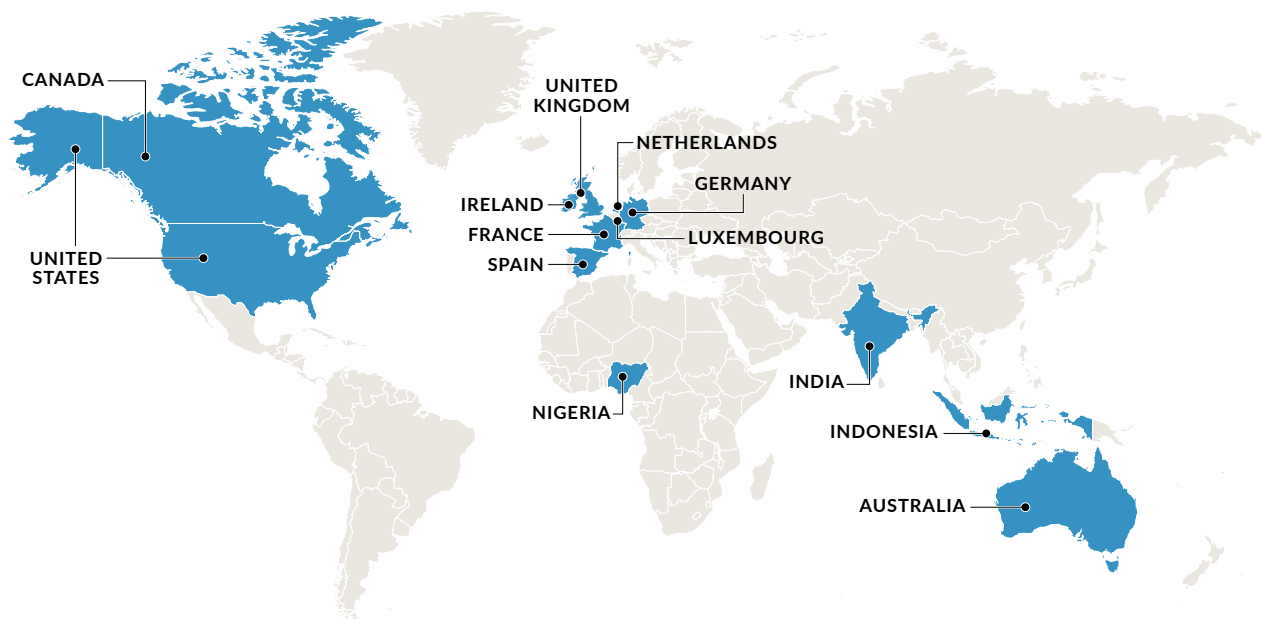 CANADA
UNITED
STATES
UNITED
KINGDOM
NETHERLANDS
GERMANY
IRELAND
FRANCE
LUXEMBOURG
SPAIN
NIGERIA
INDIA
INDONESIA
AUSTRALIA